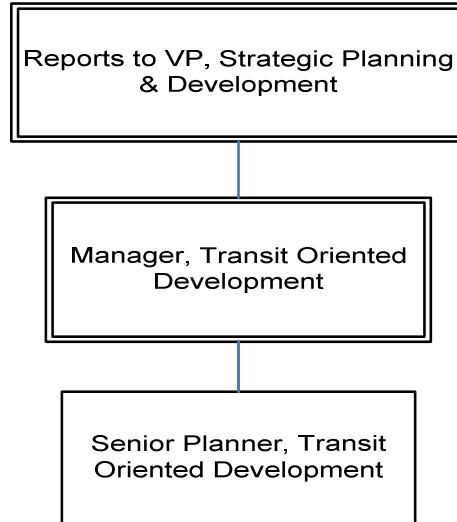 Reports to VP, Strategic Planning
& Development
Manager, Transit Oriented
Development
Senior Planner, Transit
Oriented Development